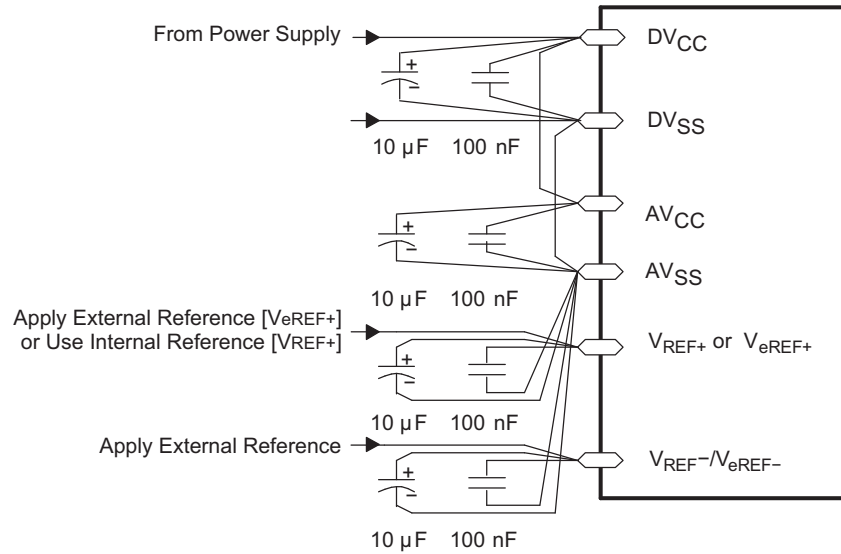 From Power Supply
DVCC
+
−
DVSS
10 µF 100 nF
AVCC
+
−
AVSS
10 µF 100 nF
Apply External Reference [VeREF+]
or Use Internal Reference [VREF+]
VREF+ or VeREF+
+
−
10 µF 100 nF
Apply External Reference
VREF−/VeREF−
+
−
10 µF 100 nF